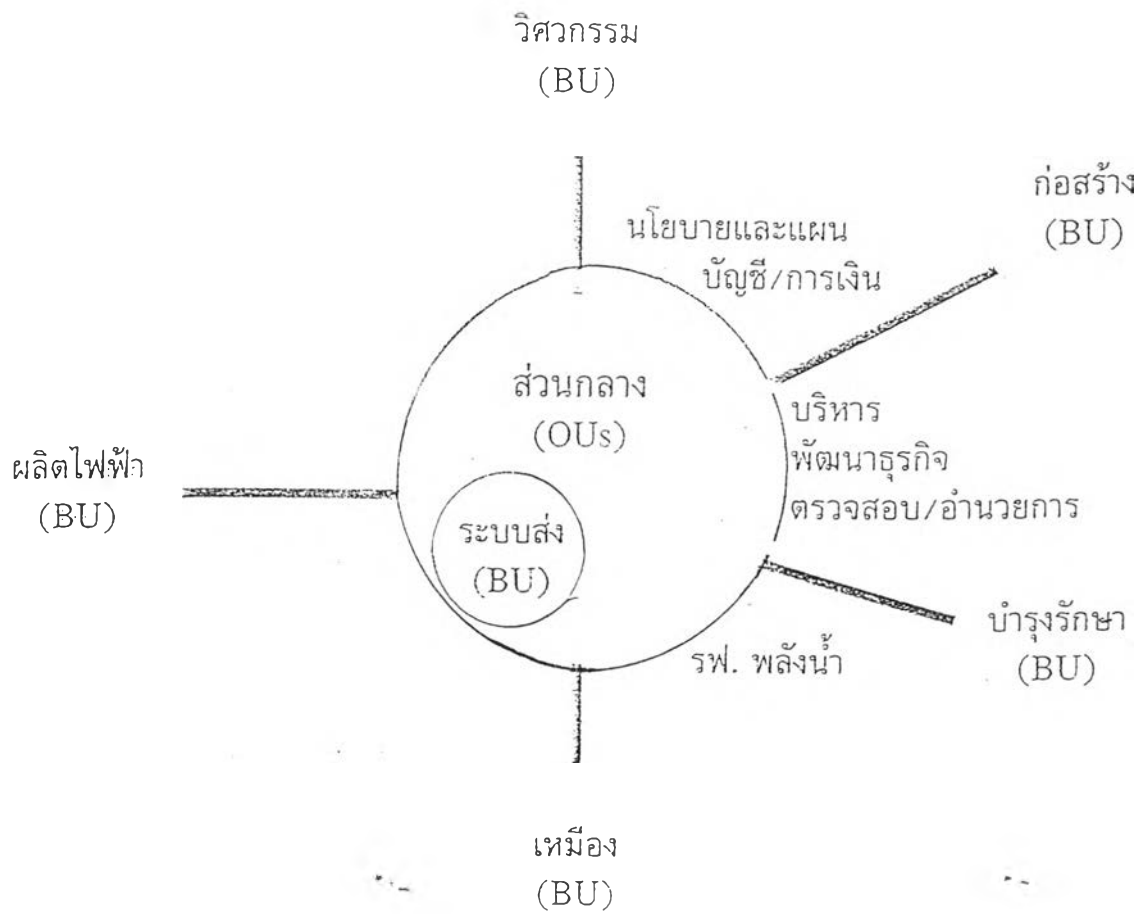 วิศวกรรม
(BU)
ก่อสร้าง
(BU)
นโยบายและแผน
บัญชี/การเงิน
ส่วนกลาง
(OUs)
บริหาร
พัฒนาธุรกิจ
ตรวจสอบ/อำนวยการ
ผลิตไฟฟ้า
(BU)
ระบบส่ง
(BU)
บำรุงรักษา
(BU)
รฟ. พลังน้ำ
เหมือง
(BU)